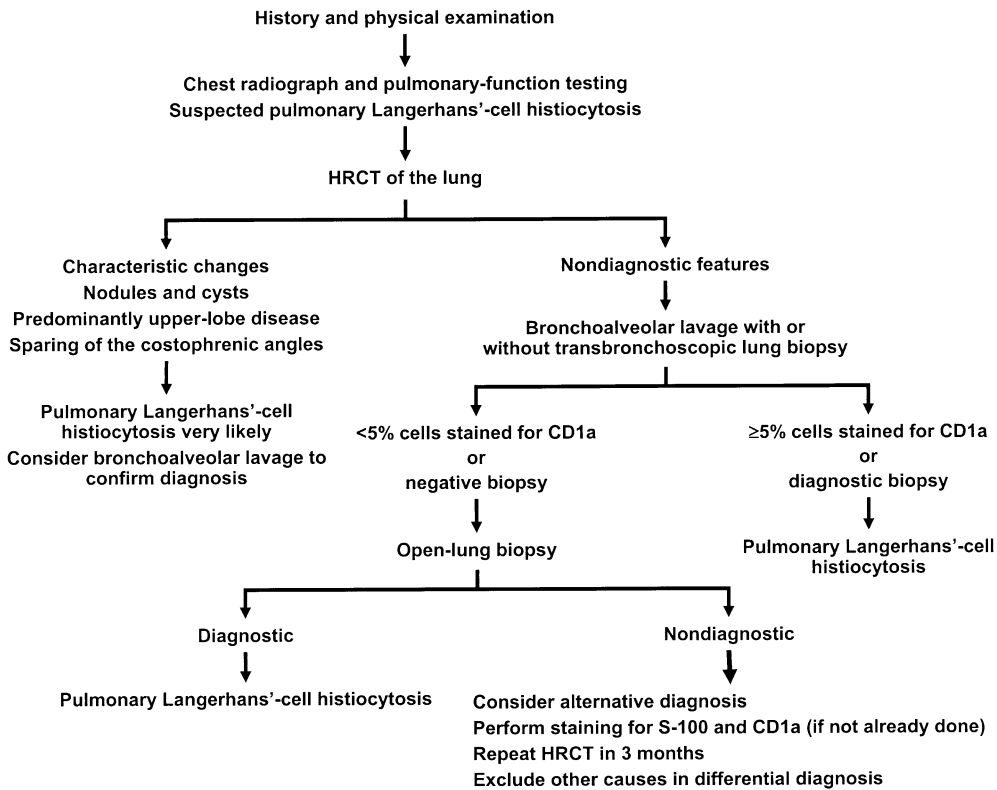 History and physical examination
Chest radiograph and pulmonary-function testing
Suspected pulmonary Langerhans'-cell histiocytosis
HRCT of the lung
Characteristic changes
Nodules and cysts
Predominantly upper-lobe disease
Sparing of the costophrenic angles
Pulmonary Langerhans'-cell
histiocytosis very likely
Consider bronchoalveolar lavage to
confirm diagnosis
Nondiagnostic features
Bronchoalveolar lavage with or
without transbronchoscopic lung biopsy
<5% cells stained for CD1a
or
negative biopsy
≥5% cells stained for CD1a
or
diagnostic biopsy
Pulmonary Langerhans'-cell
histiocytosis
Open-lung biopsy
Diagnostic
Pulmonary Langerhans'-cell histiocytosis
Nondiagnostic
Consider alternative diagnosis
Perform staining for S-100 and CD1a (if not already done)
Repeat HRCT in 3 months
Exclude other causes in differential diagnosis